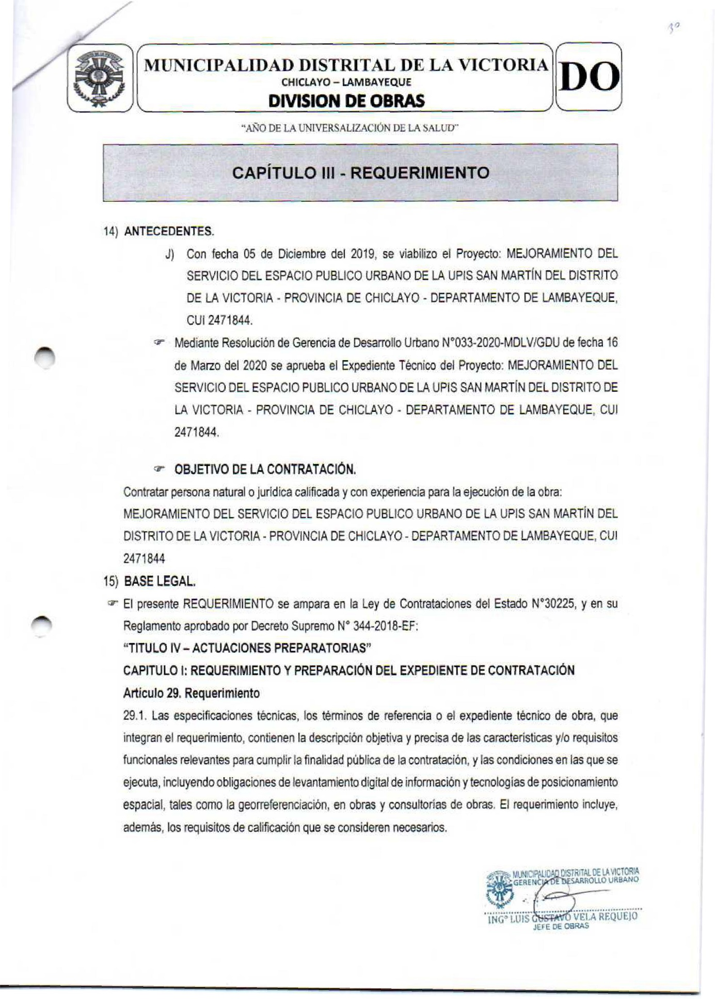 MUNICIPALIDAD DISTRITAL DE LA VICTORIA
CHICLAYO – LAMBAYEQUE
DIVISION DE OBRAS
DO
"AÑO DE LA UNIVERSALIZACIÓN DE LA SALUD"
CAPÍTULO III - REQUERIMIENTO
14) ANTECEDENTES.
J) Con fecha 05 de Diciembre del 2019, se viabilizo el Proyecto: MEJORAMIENTO DEL
SERVICIO DEL ESPACIO PUBLICO URBANO DE LA UPIS SAN MARTÍN DEL DISTRITO
DE LA VICTORIA - PROVINCIA DE CHICLAYO - DEPARTAMENTO DE LAMBAYEQUE,
CUI 2471844.
☞ Mediante Resolución de Gerencia de Desarrollo Urbano N°033-2020-MDLV/GDU de fecha 16
de Marzo del 2020 se aprueba el Expediente Técnico del Proyecto: MEJORAMIENTO DEL
SERVICIO DEL ESPACIO PUBLICO URBANO DE LA UPIS SAN MARTÍN DEL DISTRITO DE
LA VICTORIA - PROVINCIA DE CHICLAYO - DEPARTAMENTO DE LAMBAYEQUE, CUI
2471844.
☞ OBJETIVO DE LA CONTRATACIÓN.
Contratar persona natural o jurídica calificada y con experiencia para la ejecución de la obra:
MEJORAMIENTO DEL SERVICIO DEL ESPACIO PUBLICO URBANO DE LA UPIS SAN MARTÍN DEL
DISTRITO DE LA VICTORIA - PROVINCIA DE CHICLAYO - DEPARTAMENTO DE LAMBAYEQUE, CUI
2471844
15) BASE LEGAL.
☞ El presente REQUERIMIENTO se ampara en la Ley de Contrataciones del Estado N°30225, y en su
Reglamento aprobado por Decreto Supremo N° 344-2018-EF:
"TITULO IV – ACTUACIONES PREPARATORIAS"
CAPITULO I: REQUERIMIENTO Y PREPARACIÓN DEL EXPEDIENTE DE CONTRATACIÓN
Artículo 29. Requerimiento
29.1. Las especificaciones técnicas, los términos de referencia o el expediente técnico de obra, que
integran el requerimiento, contienen la descripción objetiva y precisa de las características y/o requisitos
funcionales relevantes para cumplir la finalidad pública de la contratación, y las condiciones en las que se
ejecuta, incluyendo obligaciones de levantamiento digital de información y tecnologías de posicionamiento
espacial, tales como la georreferenciación, en obras y consultorías de obras. El requerimiento incluye,
además, los requisitos de calificación que se consideren necesarios.
MUNICIPALIDAD DISTRITAL DE LA VICTORIA
GERENCIA DE DESARROLLO URBANO
ING° LUIS GUSTAVO VELA REQUEJO
JEFE DE OBRAS